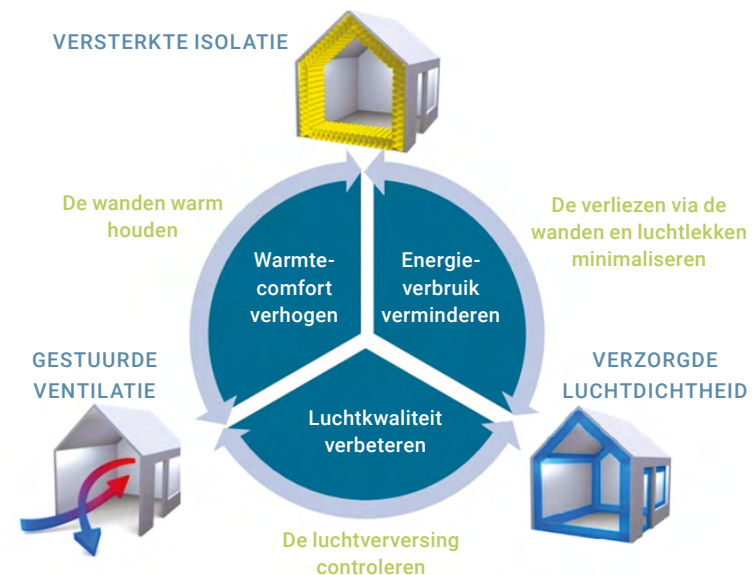 VERSTERKTE ISOLATIE
De wanden warm
houden
De verliezen via de
wanden en luchtlekken
minimaliseren
Warmte-
comfort
verhogen
Energie-
verbruik
verminderen
GESTUURDE
VENTILATIE
VERZORGDE
LUCHTDICHTHEID
Luchtkwaliteit
verbeteren
De luchtverversing
controleren